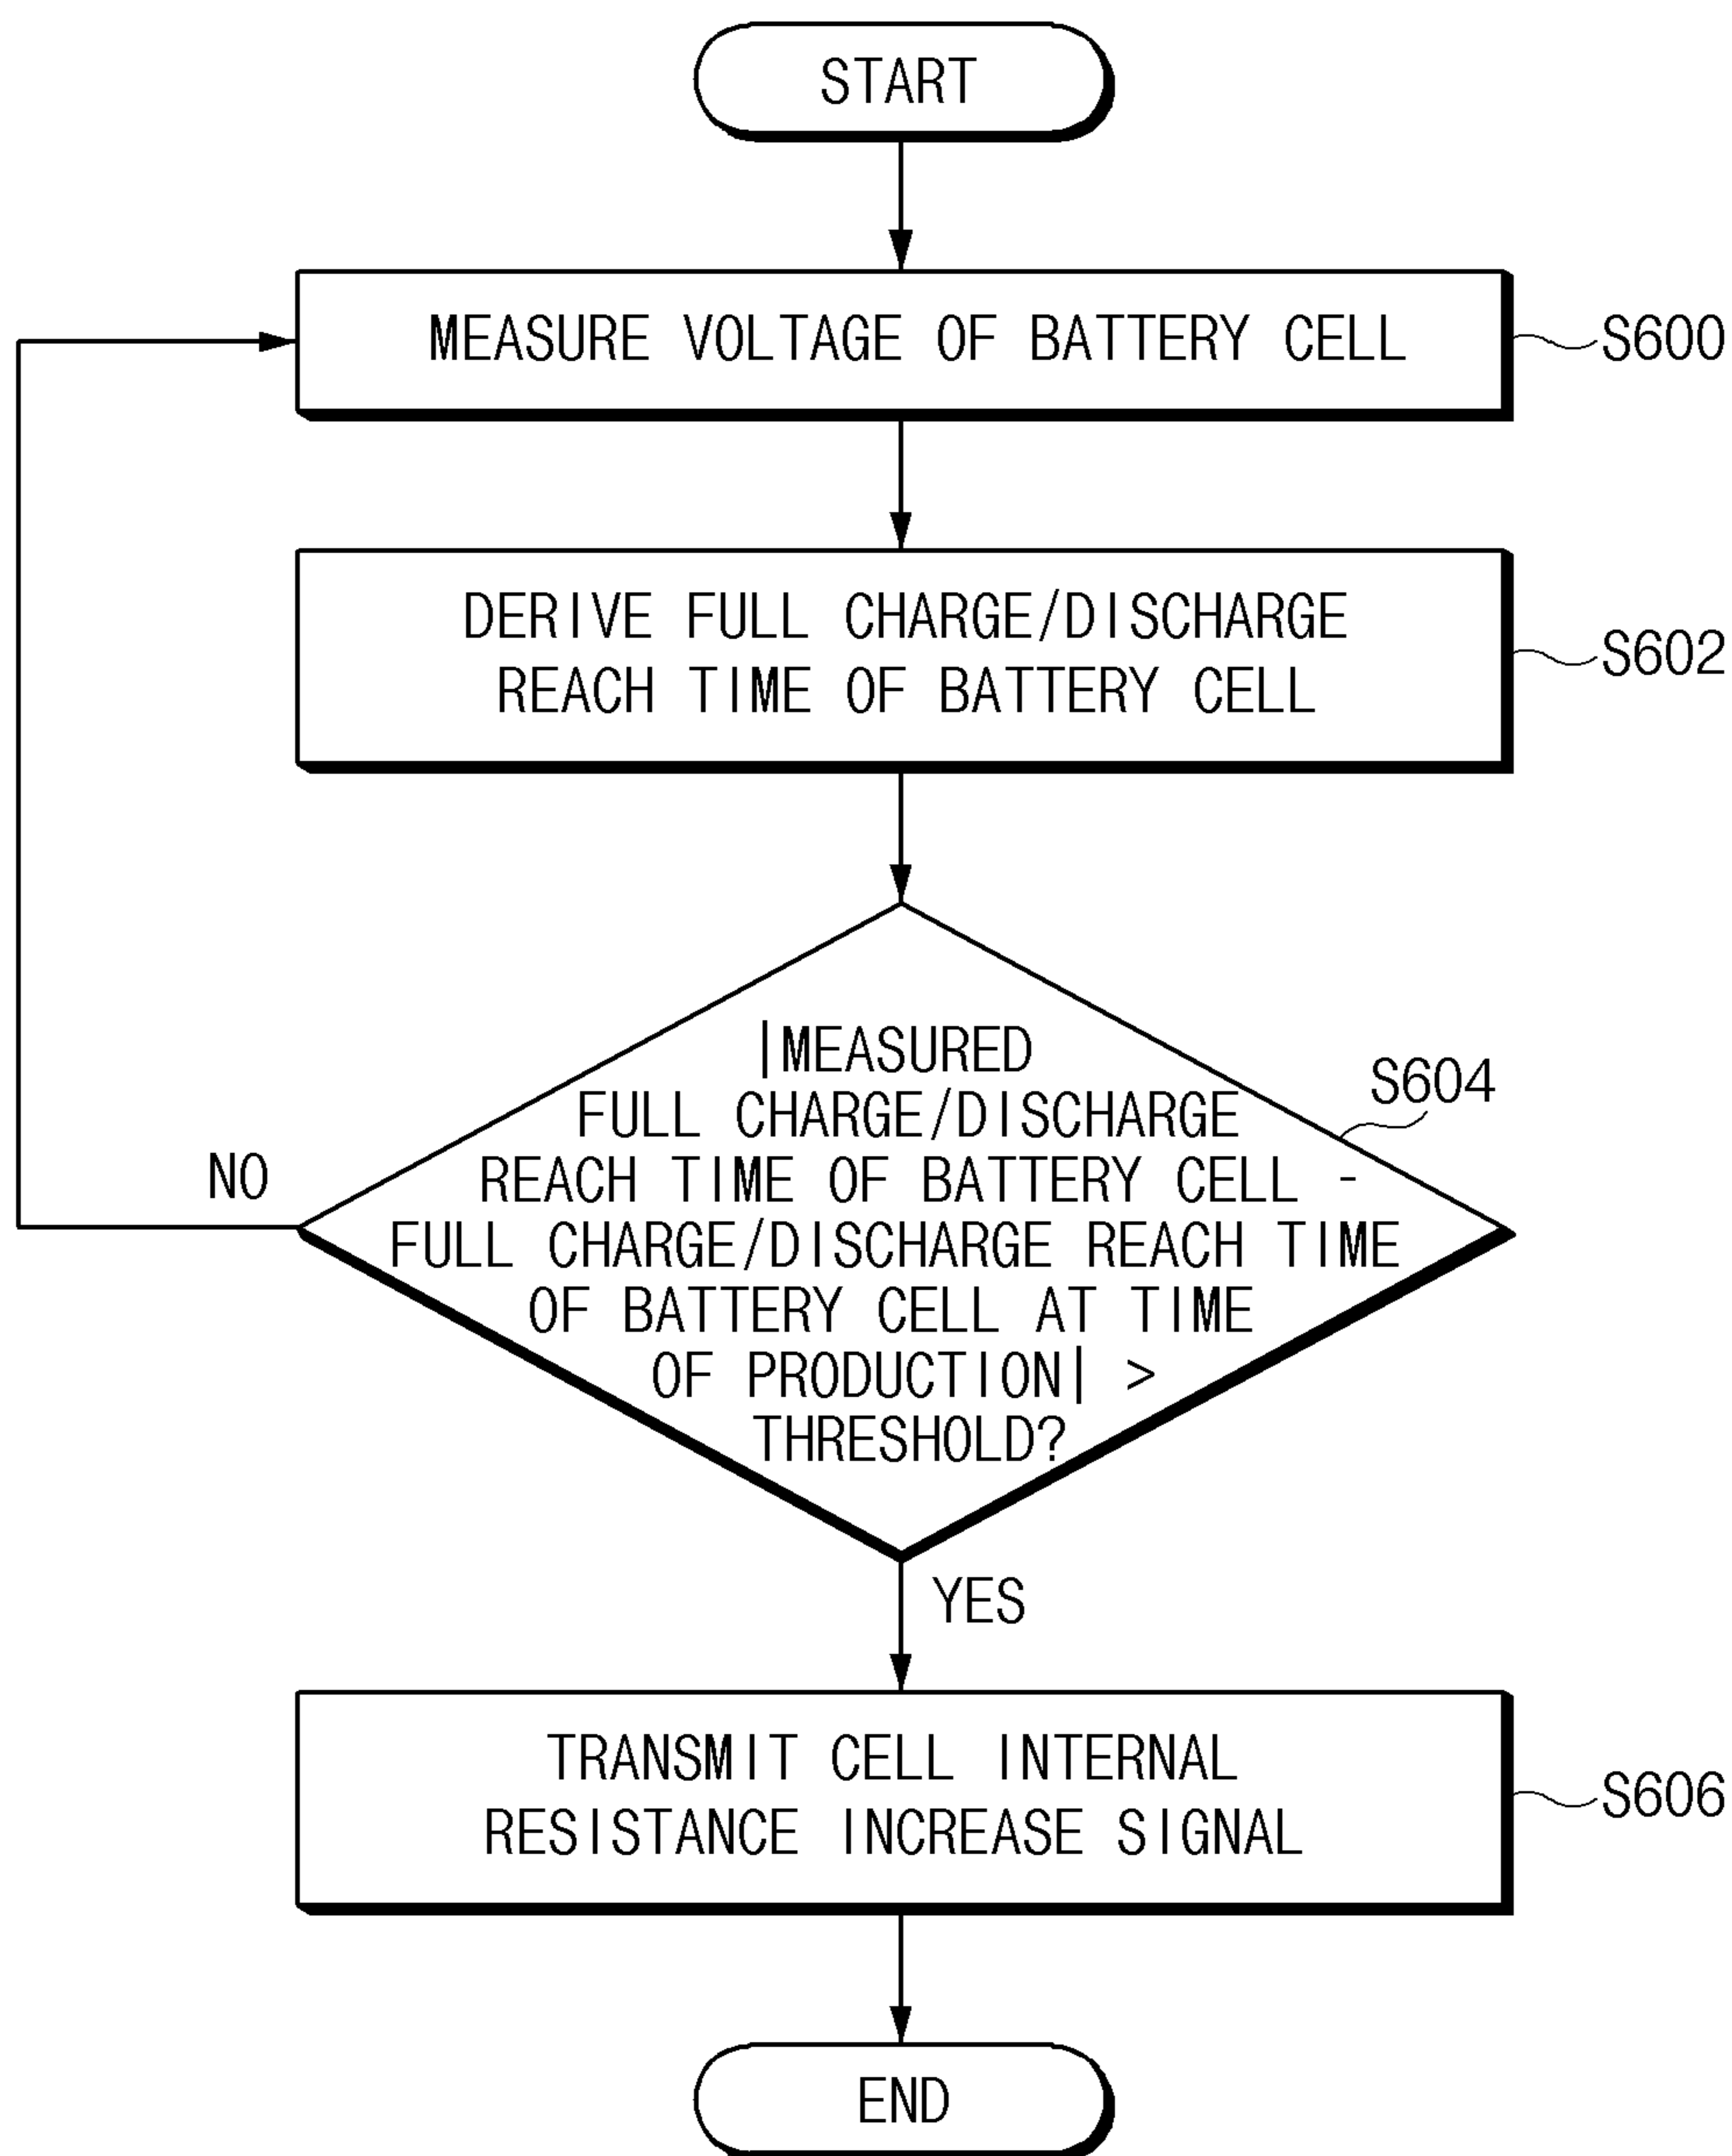 START
MEASURE VOLTAGE OF BATTERY CELL
S600
DERIVE FULL CHARGE/DISCHARGE
REACH TIME OF BATTERY CELL
S602
|MEASURED
FULL CHARGE/DISCHARGE
REACH TIME OF BATTERY CELL -
FULL CHARGE/DISCHARGE REACH TIME
OF BATTERY CELL AT TIME
OF PRODUCTION| >
THRESHOLD?
S604
NO
YES
TRANSMIT CELL INTERNAL
RESISTANCE INCREASE SIGNAL
S606
END